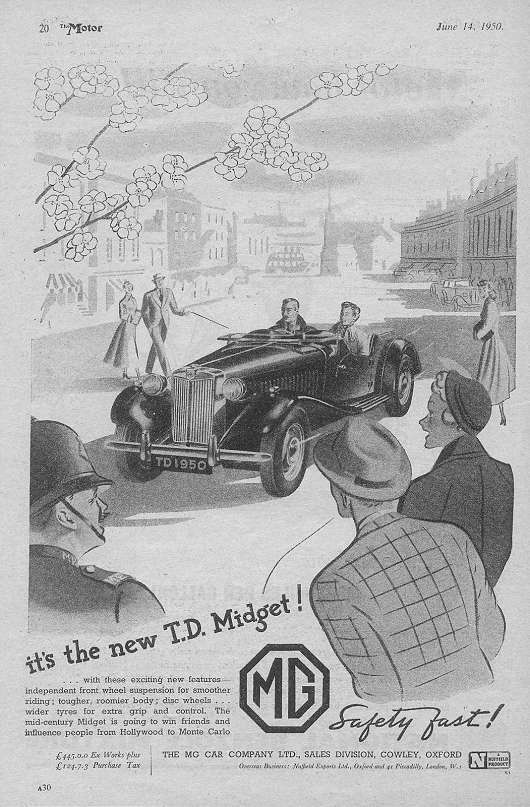 20 The Motor
June 14, 1950.
TD 1950
it's the new T.D. Midget!
. . . with these exciting new features—
independent front wheel suspension for smoother
riding; tougher, roomier body; disc wheels . . .
wider tyres for extra grip and control. The
mid-century Midget is going to win friends and
influence people from Hollywood to Monte Carlo
MG
Safety fast!
£445.0.0 Ex Works plus
£124.7.3 Purchase Tax
THE MG CAR COMPANY LTD., SALES DIVISION, COWLEY, OXFORD
Overseas Business: Nuffield Exports Ltd., Oxford and 41 Piccadilly, London, W.1
N NUFFIELD
PRODUCT
A30